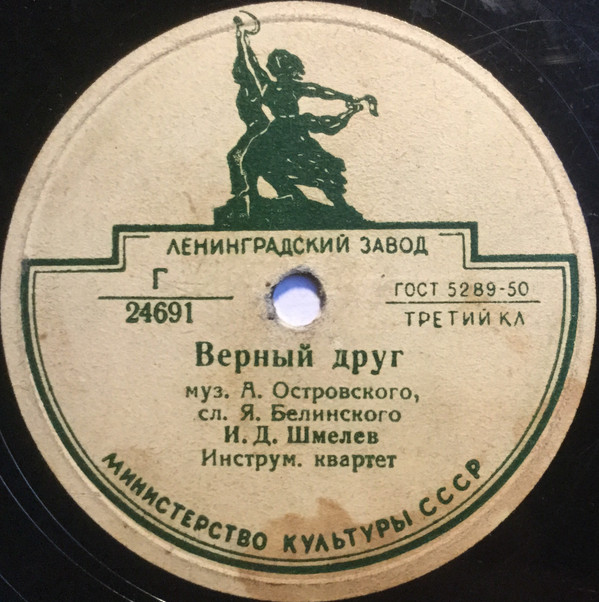 ЛЕНИНГРАДСКИЙ ЗАВОД
Г
24691
ГОСТ 5289-50
ТРЕТИЙ КЛ
Верный друг
муз. А. Островского,
сл. Я. Белинского
И. Д. Шмелев
Инструм. квартет
МИНИСТЕРСТВО КУЛЬТУРЫ СССР